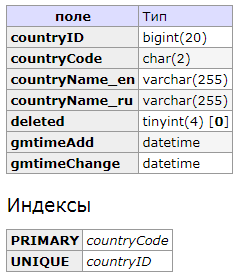 поле Тип
countryID bigint(20)
countryCode char(2)
countryName_en varchar(255)
countryName_ru varchar(255)
deleted tinyint(4) [0]
gmtimeAdd datetime
gmtimeChange datetime
Индексы
PRIMARY countryCode
UNIQUE countryID